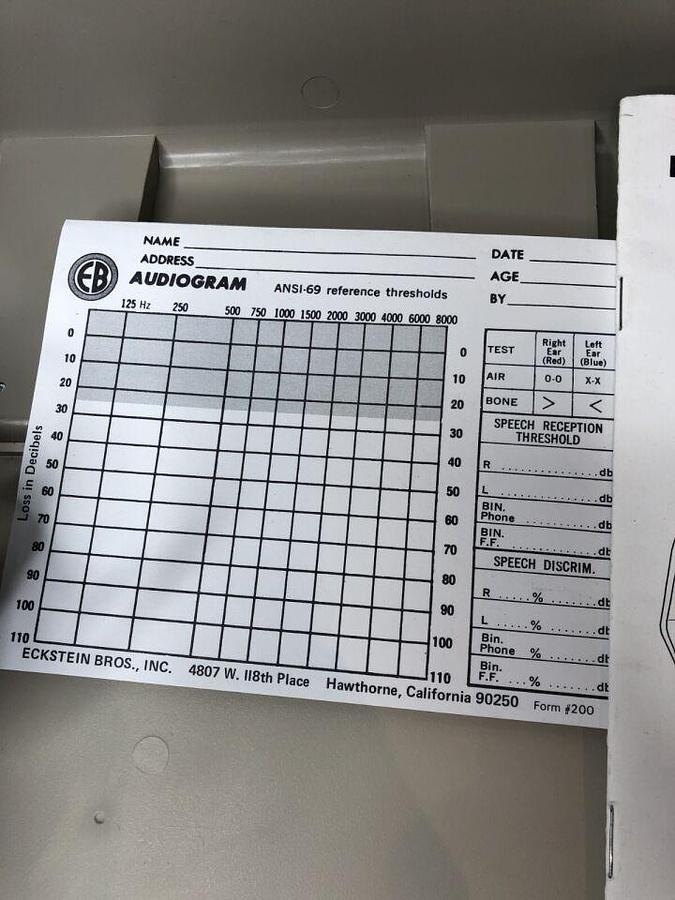 NAME
ADDRESS
EB
AUDIOGRAM
ANSI-69 reference thresholds
DATE
AGE
BY
125 Hz 250 500 750 1000 1500 2000 3000 4000 6000 8000
Loss in Decibels
0
10
20
30
40
50
60
70
80
90
100
110
0
10
20
30
40
50
60
70
80
90
100
110
TEST Right Ear (Red) Left Ear (Blue)
AIR 0-0 X-X
BONE > <
SPEECH RECEPTION
THRESHOLD
R ..................db
L ..................db
BIN.
Phone ..............db
BIN.
F.F. ................db
SPEECH DISCRIM.
R .....% .......db
L .....% .......db
Bin.
Phone % .......db
Bin.
F.F. ....% .......db
ECKSTEIN BROS., INC. 4807 W. 118th Place Hawthorne, California 90250 Form #200